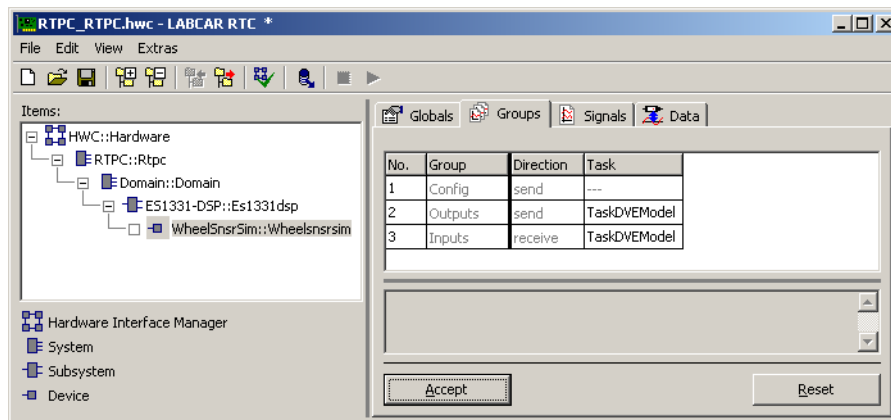 RTPC_RTPC.hwc - LABCAR RTC *
File Edit View Extras
Items:
HWC::Hardware
RTPC::Rtpc
Domain::Domain
ES1331-DSP::Es1331dsp
WheelSnsrSim::Wheelsnsrsim
Hardware Interface Manager
System
Subsystem
Device
Globals Groups Signals Data
No. Group Direction Task
1 Config send ---
2 Outputs send TaskDVEModel
3 Inputs receive TaskDVEModel
Accept Reset